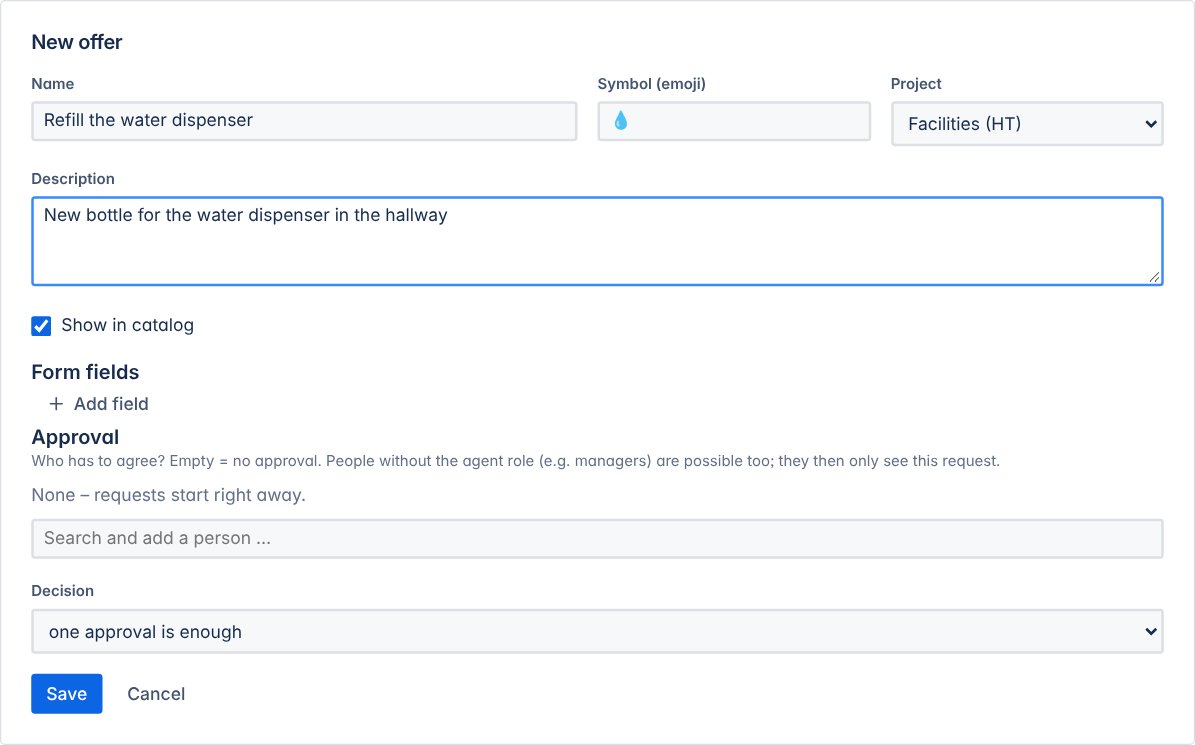 New offer
Name
Symbol (emoji)
Project
Refill the water dispenser
💧
Facilities (HT)
Description
New bottle for the water dispenser in the hallway
Show in catalog
Form fields
+ Add field
Approval
Who has to agree? Empty = no approval. People without the agent role (e.g. managers) are possible too; they then only see this request.
None – requests start right away.
Search and add a person ...
Decision
one approval is enough
Save
Cancel